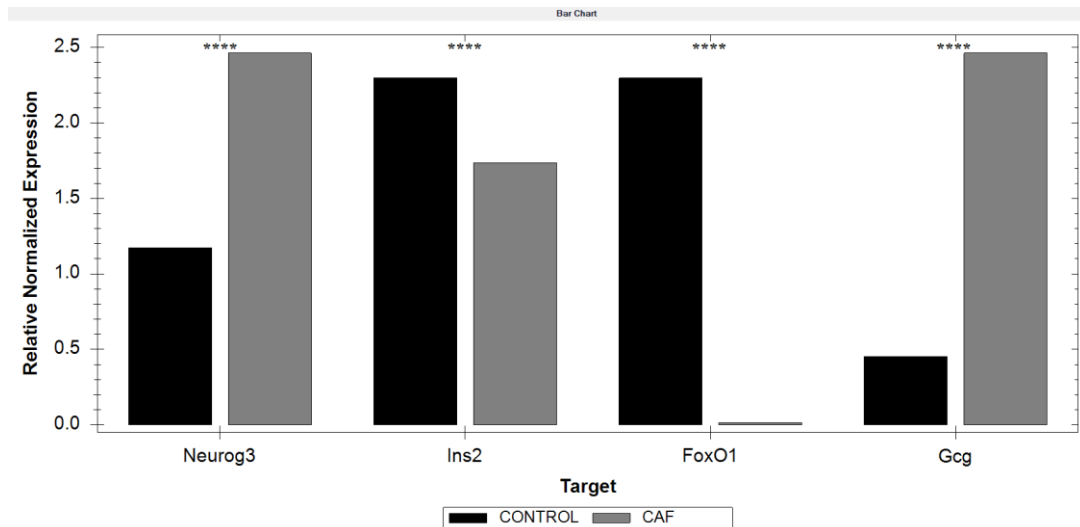 Bar Chart
**** **** **** ****
2.5
2.0
1.5
1.0
0.5
0.0
Relative Normalized Expression
Neurog3 Ins2 FoxO1 Gcg
Target
CONTROL CAF